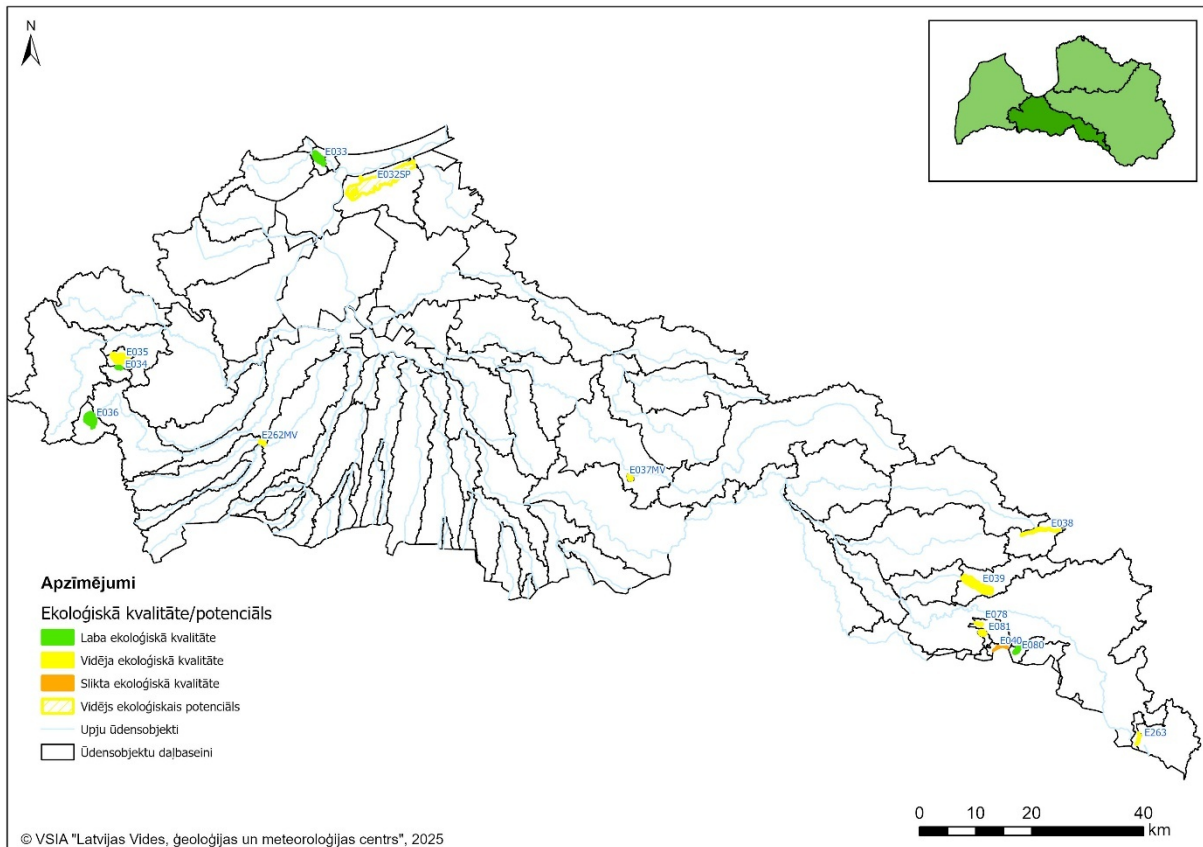 N
E033
E032SP
E035
E034
E036
E262MV
E037MV
E038
E039
E078
E081
E040
E080
E263
Apzīmējumi
Ekoloģiskā kvalitāte/potenciāls
Laba ekoloģiskā kvalitāte
Vidēja ekoloģiskā kvalitāte
Slikta ekoloģiskā kvalitāte
Vidējs ekoloģiskais potenciāls
Upju ūdensobjekti
Ūdensobjektu daļbaseini
0 10 20 40
km
© VSIA "Latvijas Vides, ģeoloģijas un meteoroloģijas centrs", 2025